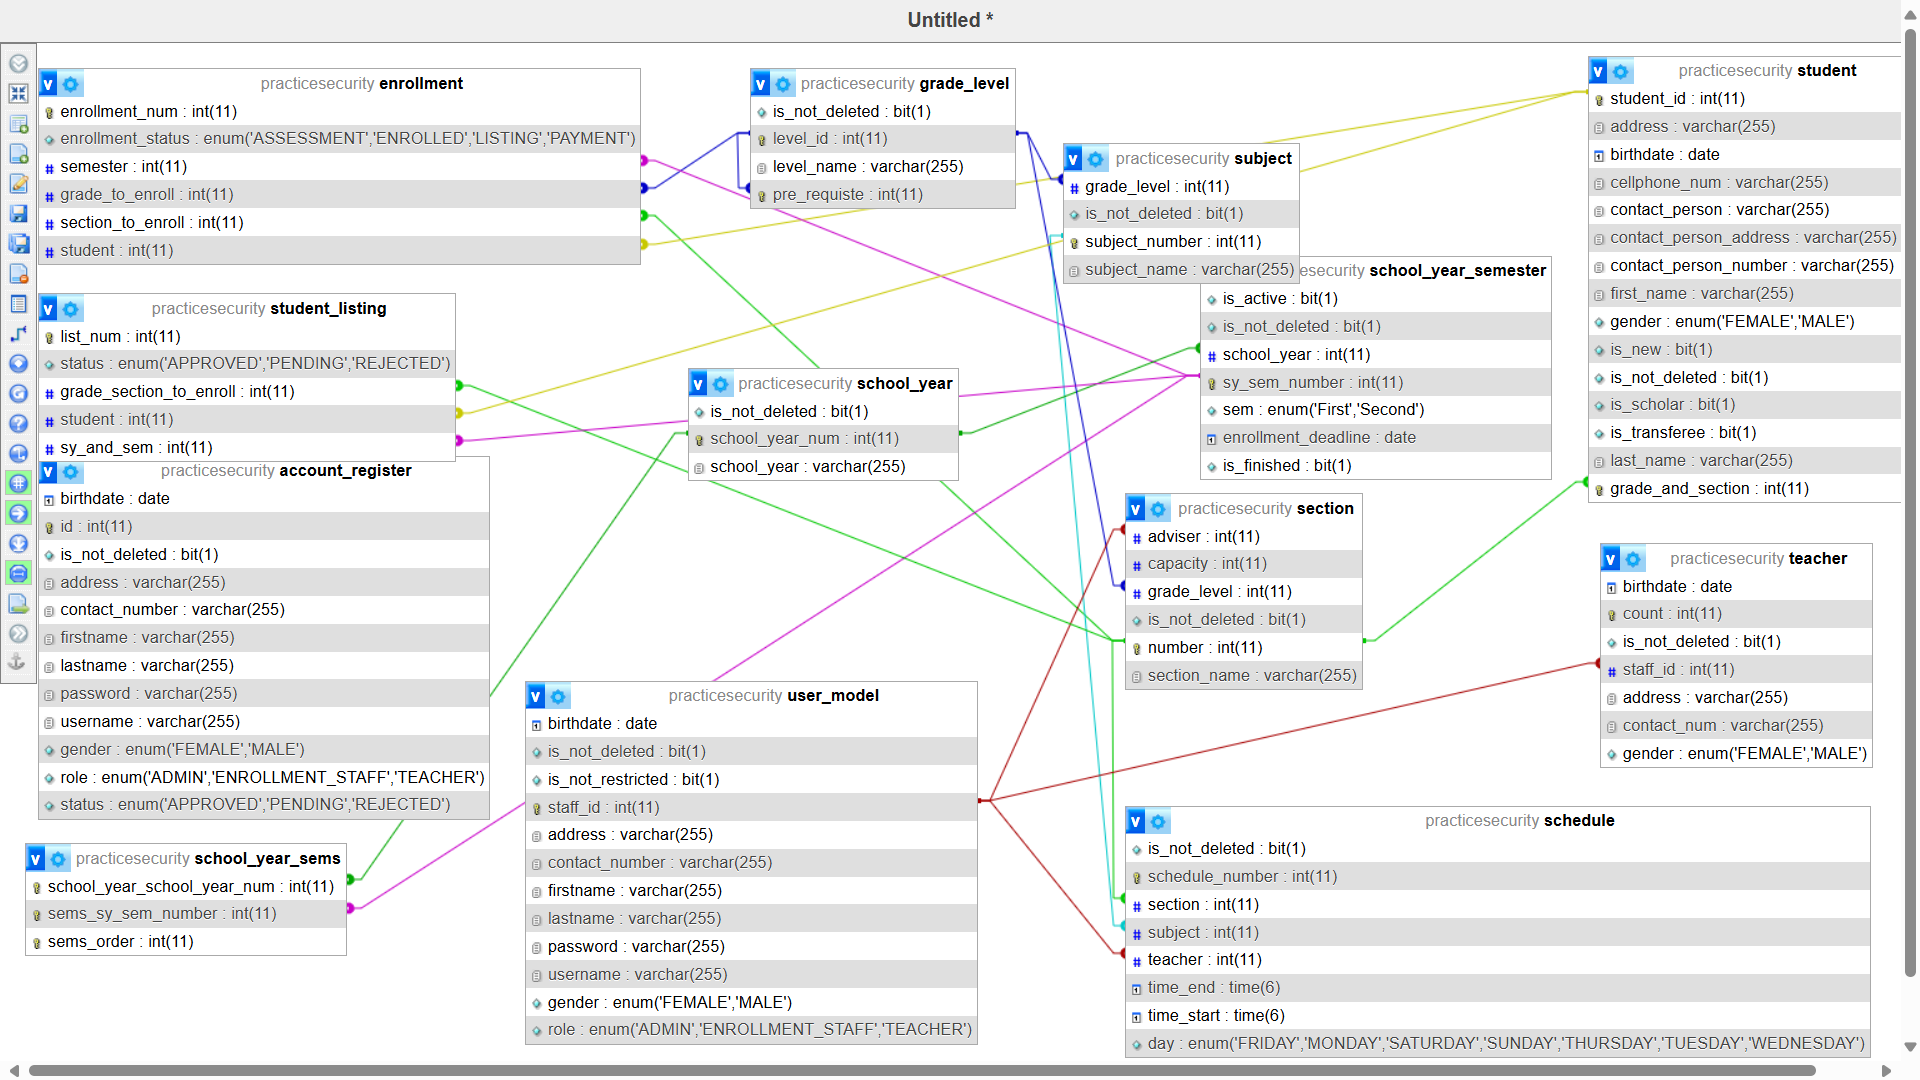 Untitled *
practicesecurity enrollment
enrollment_num : int(11)
enrollment_status : enum('ASSESSMENT','ENROLLED','LISTING','PAYMENT')
semester : int(11)
grade_to_enroll : int(11)
section_to_enroll : int(11)
student : int(11)
practicesecurity grade_level
is_not_deleted : bit(1)
level_id : int(11)
level_name : varchar(255)
pre_requiste : int(11)
practicesecurity subject
grade_level : int(11)
is_not_deleted : bit(1)
subject_number : int(11)
subject_name : varchar(255)
practicesecurity student
student_id : int(11)
address : varchar(255)
birthdate : date
cellphone_num : varchar(255)
contact_person : varchar(255)
contact_person_address : varchar(255)
contact_person_number : varchar(255)
first_name : varchar(255)
gender : enum('FEMALE','MALE')
is_new : bit(1)
is_not_deleted : bit(1)
is_scholar : bit(1)
is_transferee : bit(1)
last_name : varchar(255)
grade_and_section : int(11)
esecurity school_year_semester
is_active : bit(1)
is_not_deleted : bit(1)
school_year : int(11)
sy_sem_number : int(11)
sem : enum('First','Second')
enrollment_deadline : date
is_finished : bit(1)
practicesecurity student_listing
list_num : int(11)
status : enum('APPROVED','PENDING','REJECTED')
grade_section_to_enroll : int(11)
student : int(11)
sy_and_sem : int(11)
practicesecurity school_year
is_not_deleted : bit(1)
school_year_num : int(11)
school_year : varchar(255)
practicesecurity account_register
birthdate : date
id : int(11)
is_not_deleted : bit(1)
address : varchar(255)
contact_number : varchar(255)
firstname : varchar(255)
lastname : varchar(255)
password : varchar(255)
username : varchar(255)
gender : enum('FEMALE','MALE')
role : enum('ADMIN','ENROLLMENT_STAFF','TEACHER')
status : enum('APPROVED','PENDING','REJECTED')
practicesecurity section
adviser : int(11)
capacity : int(11)
grade_level : int(11)
is_not_deleted : bit(1)
number : int(11)
section_name : varchar(255)
practicesecurity teacher
birthdate : date
count : int(11)
is_not_deleted : bit(1)
staff_id : int(11)
address : varchar(255)
contact_num : varchar(255)
gender : enum('FEMALE','MALE')
practicesecurity user_model
birthdate : date
is_not_deleted : bit(1)
is_not_restricted : bit(1)
staff_id : int(11)
address : varchar(255)
contact_number : varchar(255)
firstname : varchar(255)
lastname : varchar(255)
password : varchar(255)
username : varchar(255)
gender : enum('FEMALE','MALE')
role : enum('ADMIN','ENROLLMENT_STAFF','TEACHER')
practicesecurity school_year_sems
school_year_school_year_num : int(11)
sems_sy_sem_number : int(11)
sems_order : int(11)
practicesecurity schedule
is_not_deleted : bit(1)
schedule_number : int(11)
section : int(11)
subject : int(11)
teacher : int(11)
time_end : time(6)
time_start : time(6)
day : enum('FRIDAY','MONDAY','SATURDAY','SUNDAY','THURSDAY','TUESDAY','WEDNESDAY')